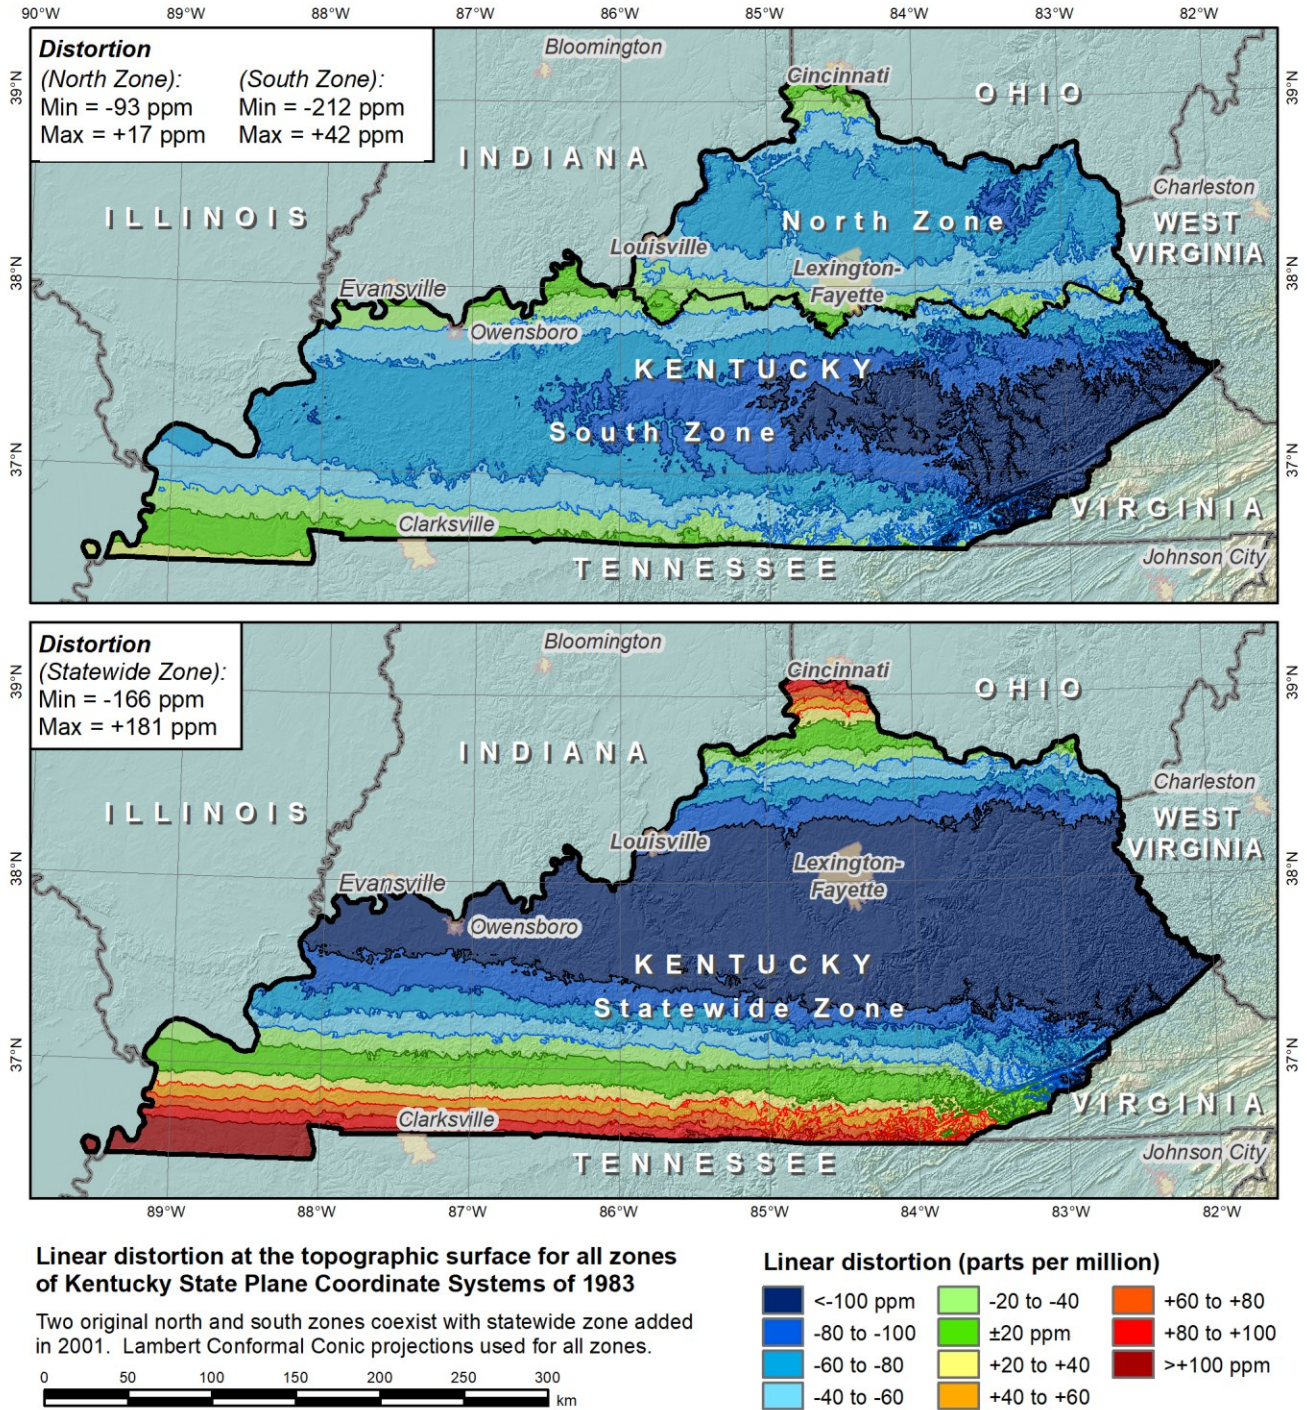 90°W 89°W 88°W 87°W 86°W 85°W 84°W 83°W 82°W
Distortion
(North Zone): (South Zone):
Min = -93 ppm Min = -212 ppm
Max = +17 ppm Max = +42 ppm
39°N
39°N
Bloomington
Cincinnati
OHIO
INDIANA
ILLINOIS
Charleston
WEST
VIRGINIA
North Zone
Louisville
38°N
38°N
Lexington-
Fayette
Evansville
Owensboro
KENTUCKY
South Zone
37°N
37°N
VIRGINIA
Clarksville
TENNESSEE
Johnson City
Distortion
(Statewide Zone):
Min = -166 ppm
Max = +181 ppm
39°N
39°N
Bloomington
Cincinnati
OHIO
INDIANA
ILLINOIS
Charleston
WEST
VIRGINIA
Louisville
38°N
38°N
Lexington-
Fayette
Evansville
Owensboro
KENTUCKY
Statewide Zone
37°N
37°N
VIRGINIA
Clarksville
TENNESSEE
Johnson City
89°W 88°W 87°W 86°W 85°W 84°W 83°W 82°W
Linear distortion at the topographic surface for all zones
of Kentucky State Plane Coordinate Systems of 1983
Two original north and south zones coexist with statewide zone added
in 2001. Lambert Conformal Conic projections used for all zones.
0 50 100 150 200 250 300
km
Linear distortion (parts per million)
<-100 ppm
-80 to -100
-60 to -80
-40 to -60
-20 to -40
±20 ppm
+20 to +40
+40 to +60
+60 to +80
+80 to +100
>+100 ppm